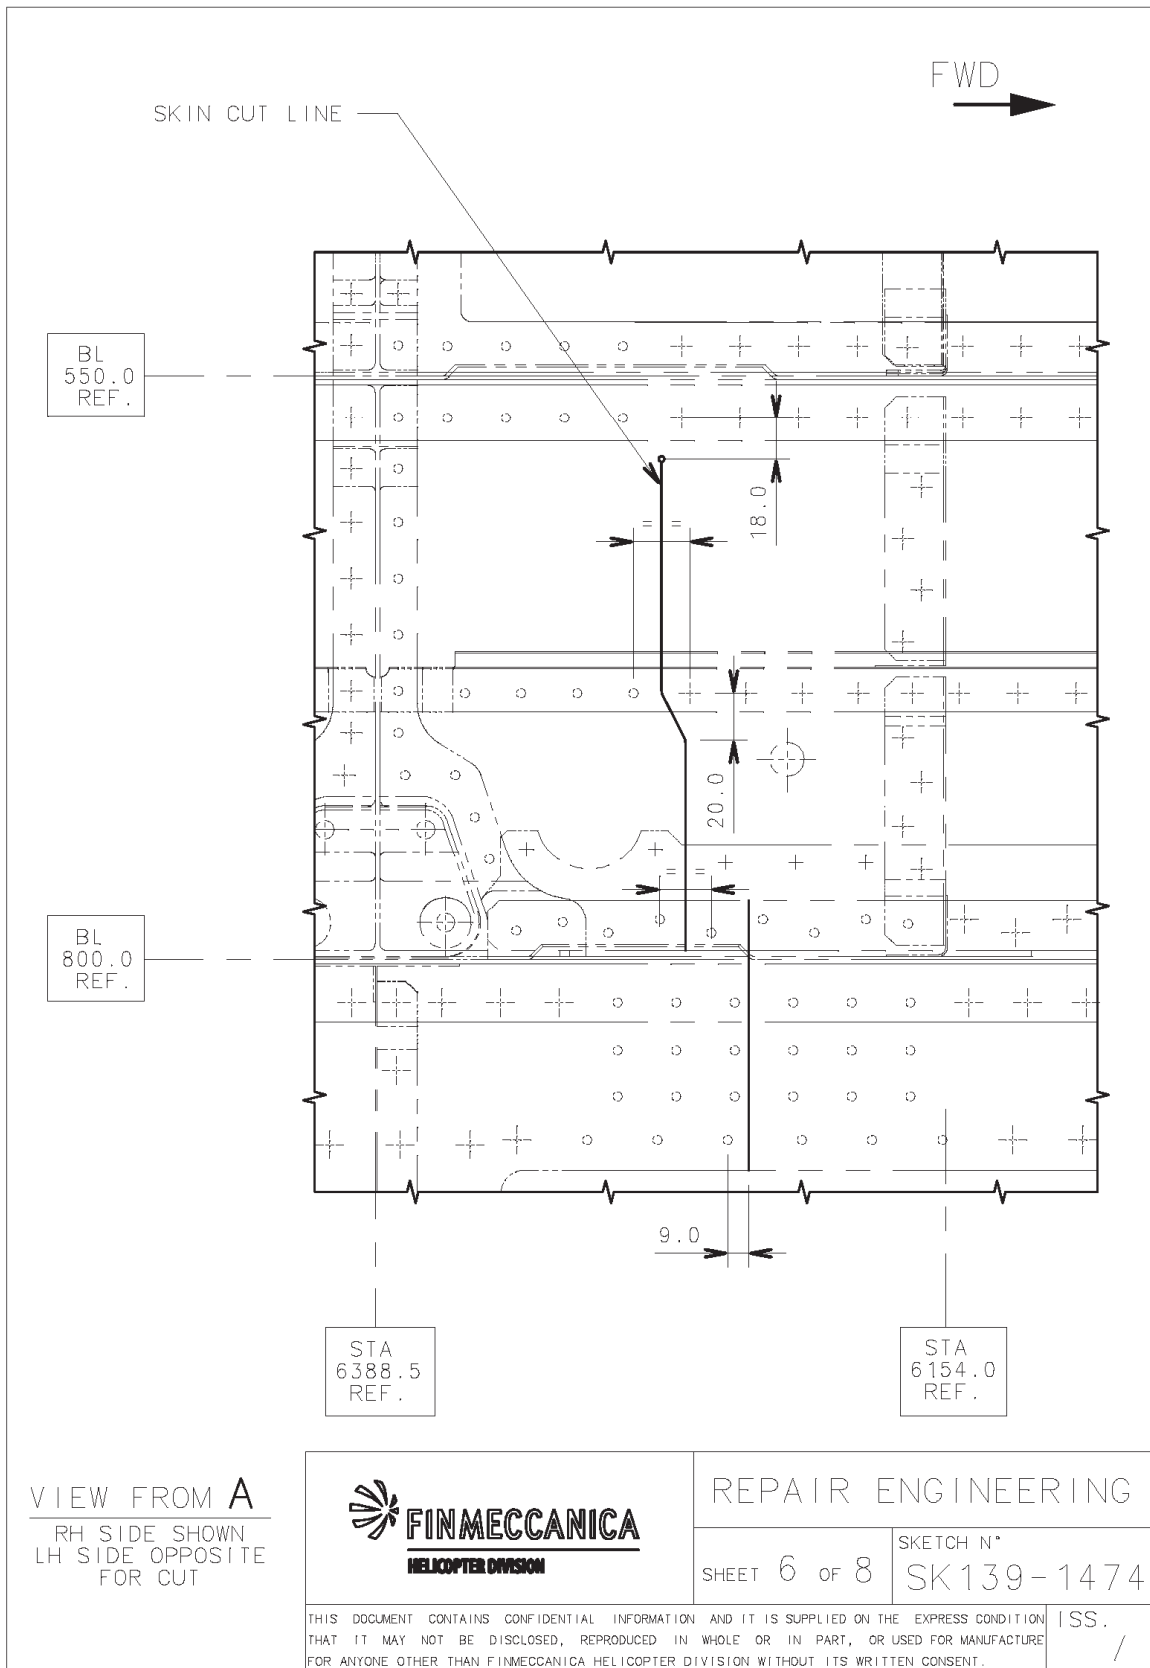 FWD
SKIN CUT LINE
BL
550.0
REF.
18.0
= =
20.0
= =
BL
800.0
REF.
9.0
STA
6388.5
REF.
STA
6154.0
REF.
VIEW FROM A
RH SIDE SHOWN
LH SIDE OPPOSITE
FOR CUT
FINMECCANICA
HELICOPTER DIVISION
REPAIR ENGINEERING
SHEET 6 OF 8
SKETCH N°
SK139-1474
THIS DOCUMENT CONTAINS CONFIDENTIAL INFORMATION AND IT IS SUPPLIED ON THE EXPRESS CONDITION
THAT IT MAY NOT BE DISCLOSED, REPRODUCED IN WHOLE OR IN PART, OR USED FOR MANUFACTURE
FOR ANYONE OTHER THAN FINMECCANICA HELICOPTER DIVISION WITHOUT ITS WRITTEN CONSENT.
ISS.
/